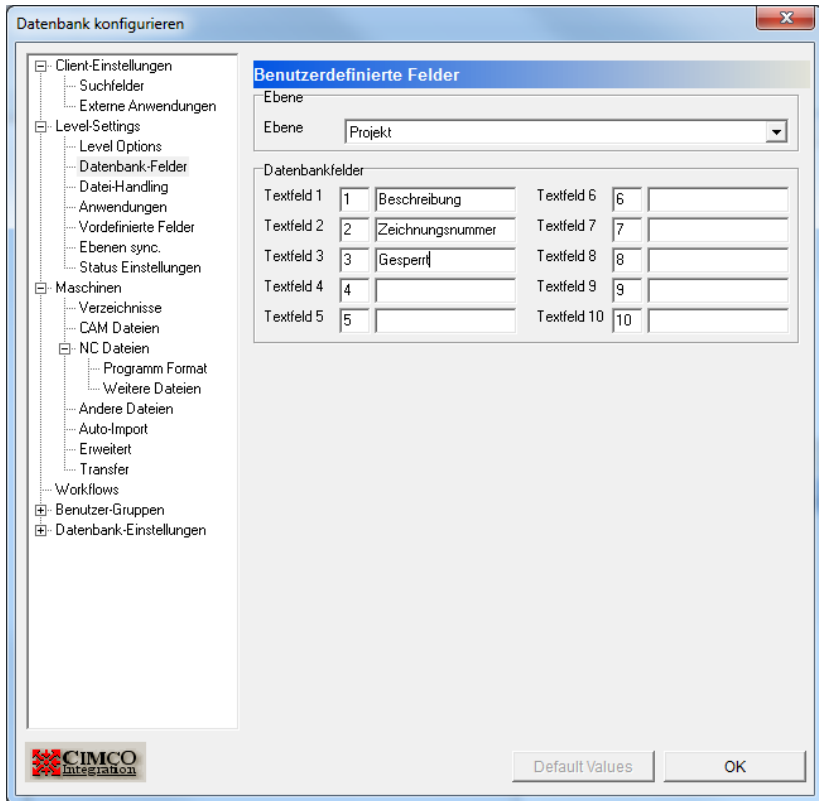 Datenbank konfigurieren
Client-Einstellungen
Suchfelder
Externe Anwendungen
Level-Settings
Level Options
Datenbank-Felder
Datei-Handling
Anwendungen
Vordefinierte Felder
Ebenen sync.
Status Einstellungen
Maschinen
Verzeichnisse
CAM Dateien
NC Dateien
Programm Format
Weitere Dateien
Andere Dateien
Auto-Import
Erweitert
Transfer
Workflows
Benutzer-Gruppen
Datenbank-Einstellungen
Benutzerdefinierte Felder
Ebene
Ebene Projekt
Datenbankfelder
Textfeld 1 1 Beschreibung Textfeld 6 6
Textfeld 2 2 Zeichnungsnummer Textfeld 7 7
Textfeld 3 3 Gesperrt Textfeld 8 8
Textfeld 4 4 Textfeld 9 9
Textfeld 5 5 Textfeld 10 10
CIMCO
Integration
Default Values OK